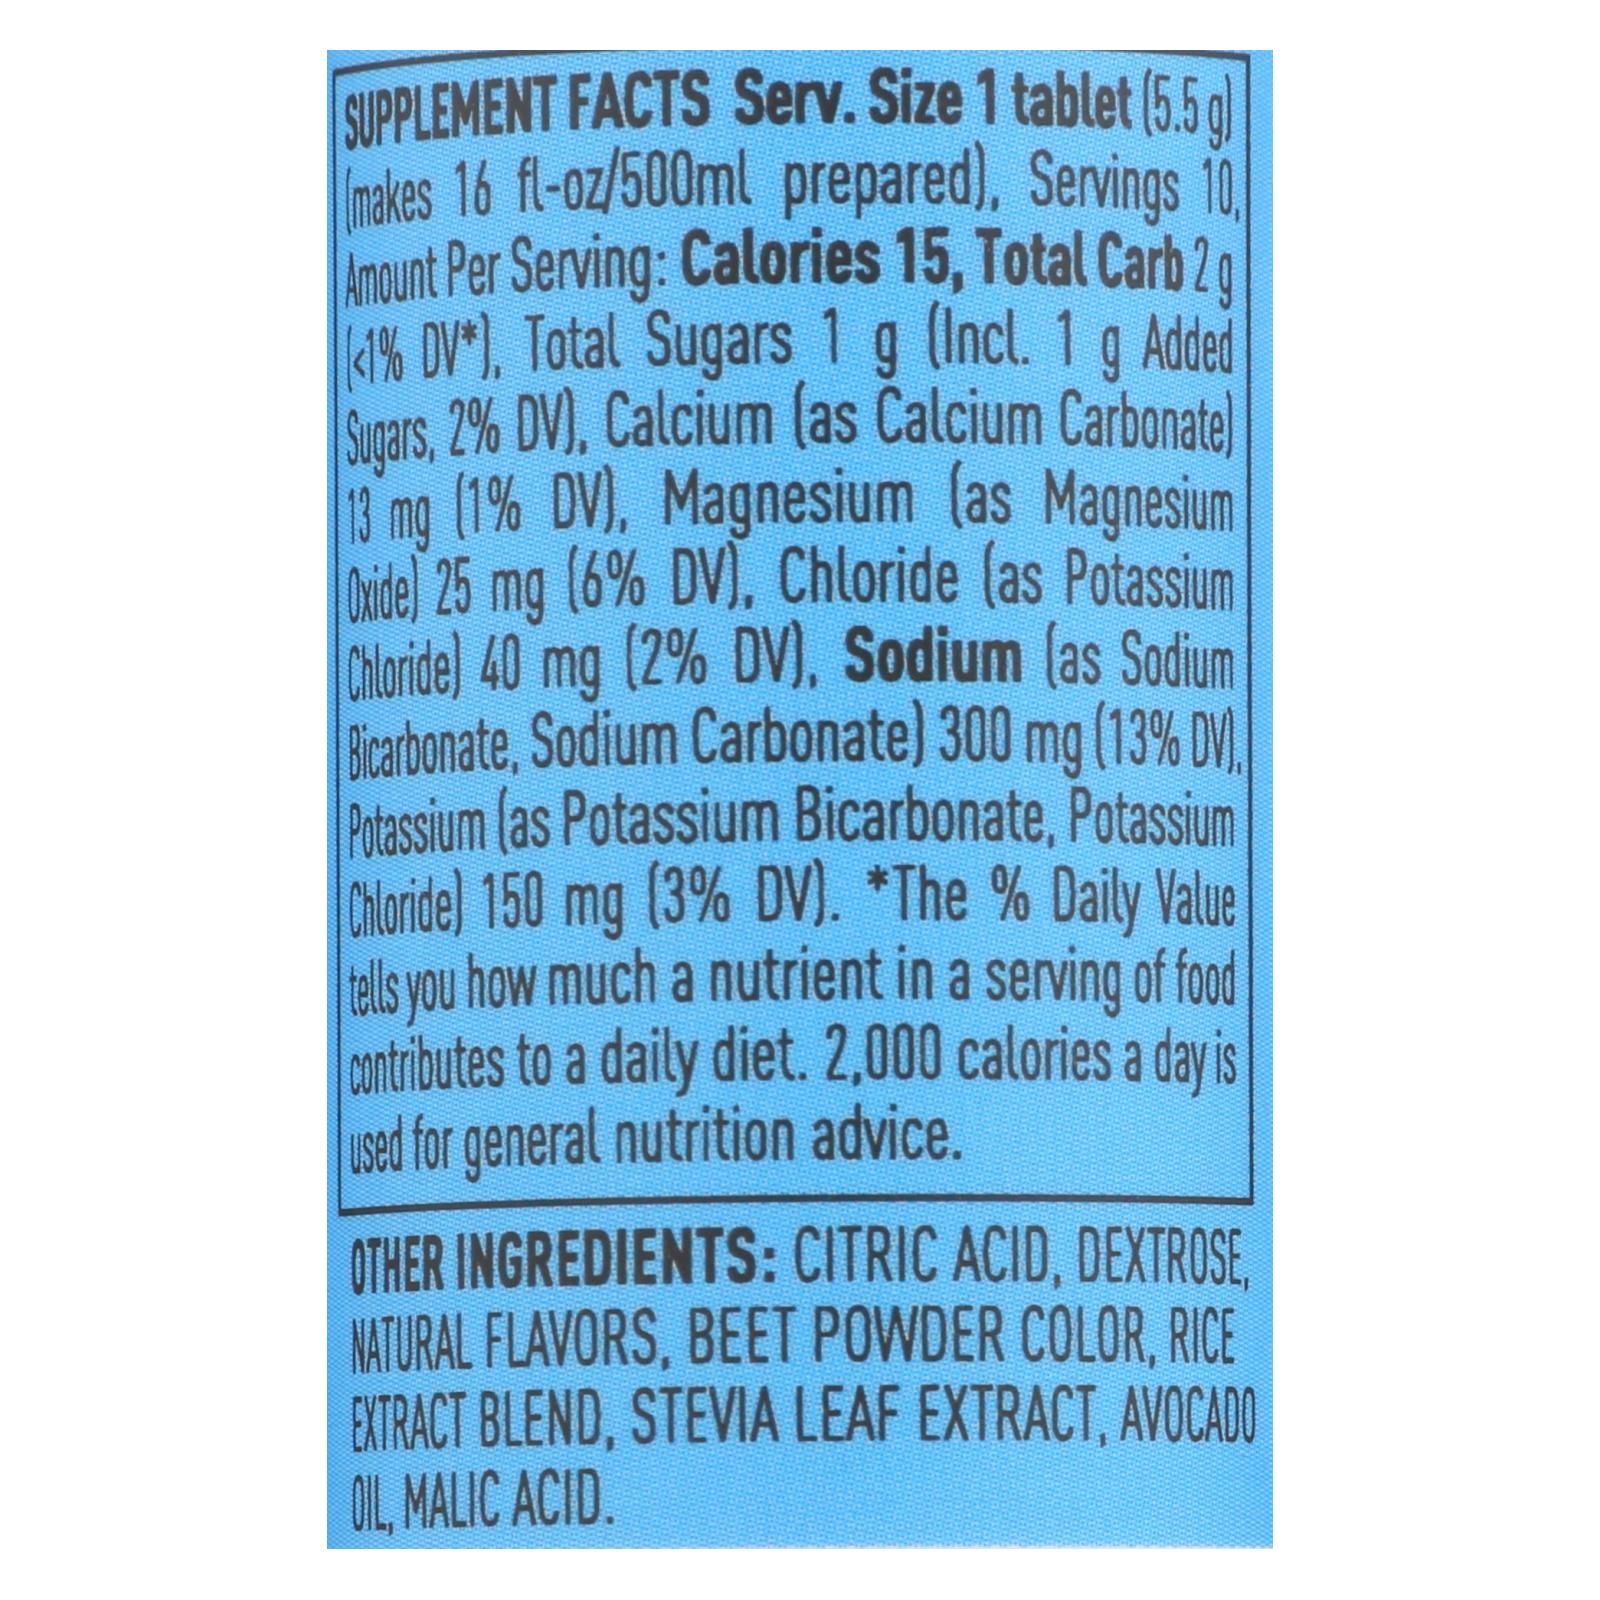 SUPPLEMENT FACTS Serv. Size 1 tablet (5.5 g)
(makes 16 fl-oz/500ml prepared), Servings 10,
Amount Per Serving: Calories 15, Total Carb 2 g
(<1% DV*), Total Sugars 1 g (Incl. 1 g Added
Sugars, 2% DV), Calcium (as Calcium Carbonate)
13 mg (1% DV), Magnesium (as Magnesium
Oxide) 25 mg (6% DV), Chloride (as Potassium
Chloride) 40 mg (2% DV), Sodium (as Sodium
Bicarbonate, Sodium Carbonate) 300 mg (13% DV),
Potassium (as Potassium Bicarbonate, Potassium
Chloride) 150 mg (3% DV). *The % Daily Value
tells you how much a nutrient in a serving of food
contributes to a daily diet. 2,000 calories a day is
used for general nutrition advice.
OTHER INGREDIENTS: CITRIC ACID, DEXTROSE,
NATURAL FLAVORS, BEET POWDER COLOR, RICE
EXTRACT BLEND, STEVIA LEAF EXTRACT, AVOCADO
OIL, MALIC ACID.